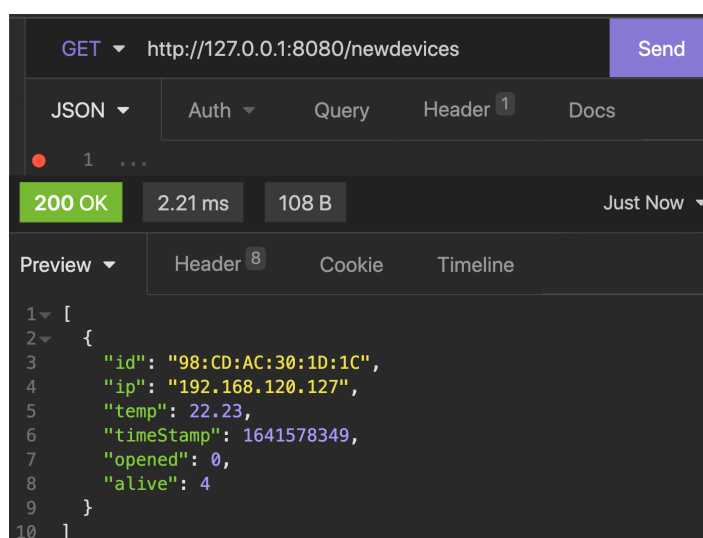 GET http://127.0.0.1:8080/newdevices Send
JSON Auth Query Header 1 Docs
1 ...
200 OK 2.21 ms 108 B Just Now
Preview Header 8 Cookie Timeline
1 [
2 {
3 "id": "98:CD:AC:30:1D:1C",
4 "ip": "192.168.120.127",
5 "temp": 22.23,
6 "timeStamp": 1641578349,
7 "opened": 0,
8 "alive": 4
9 }
10 ]